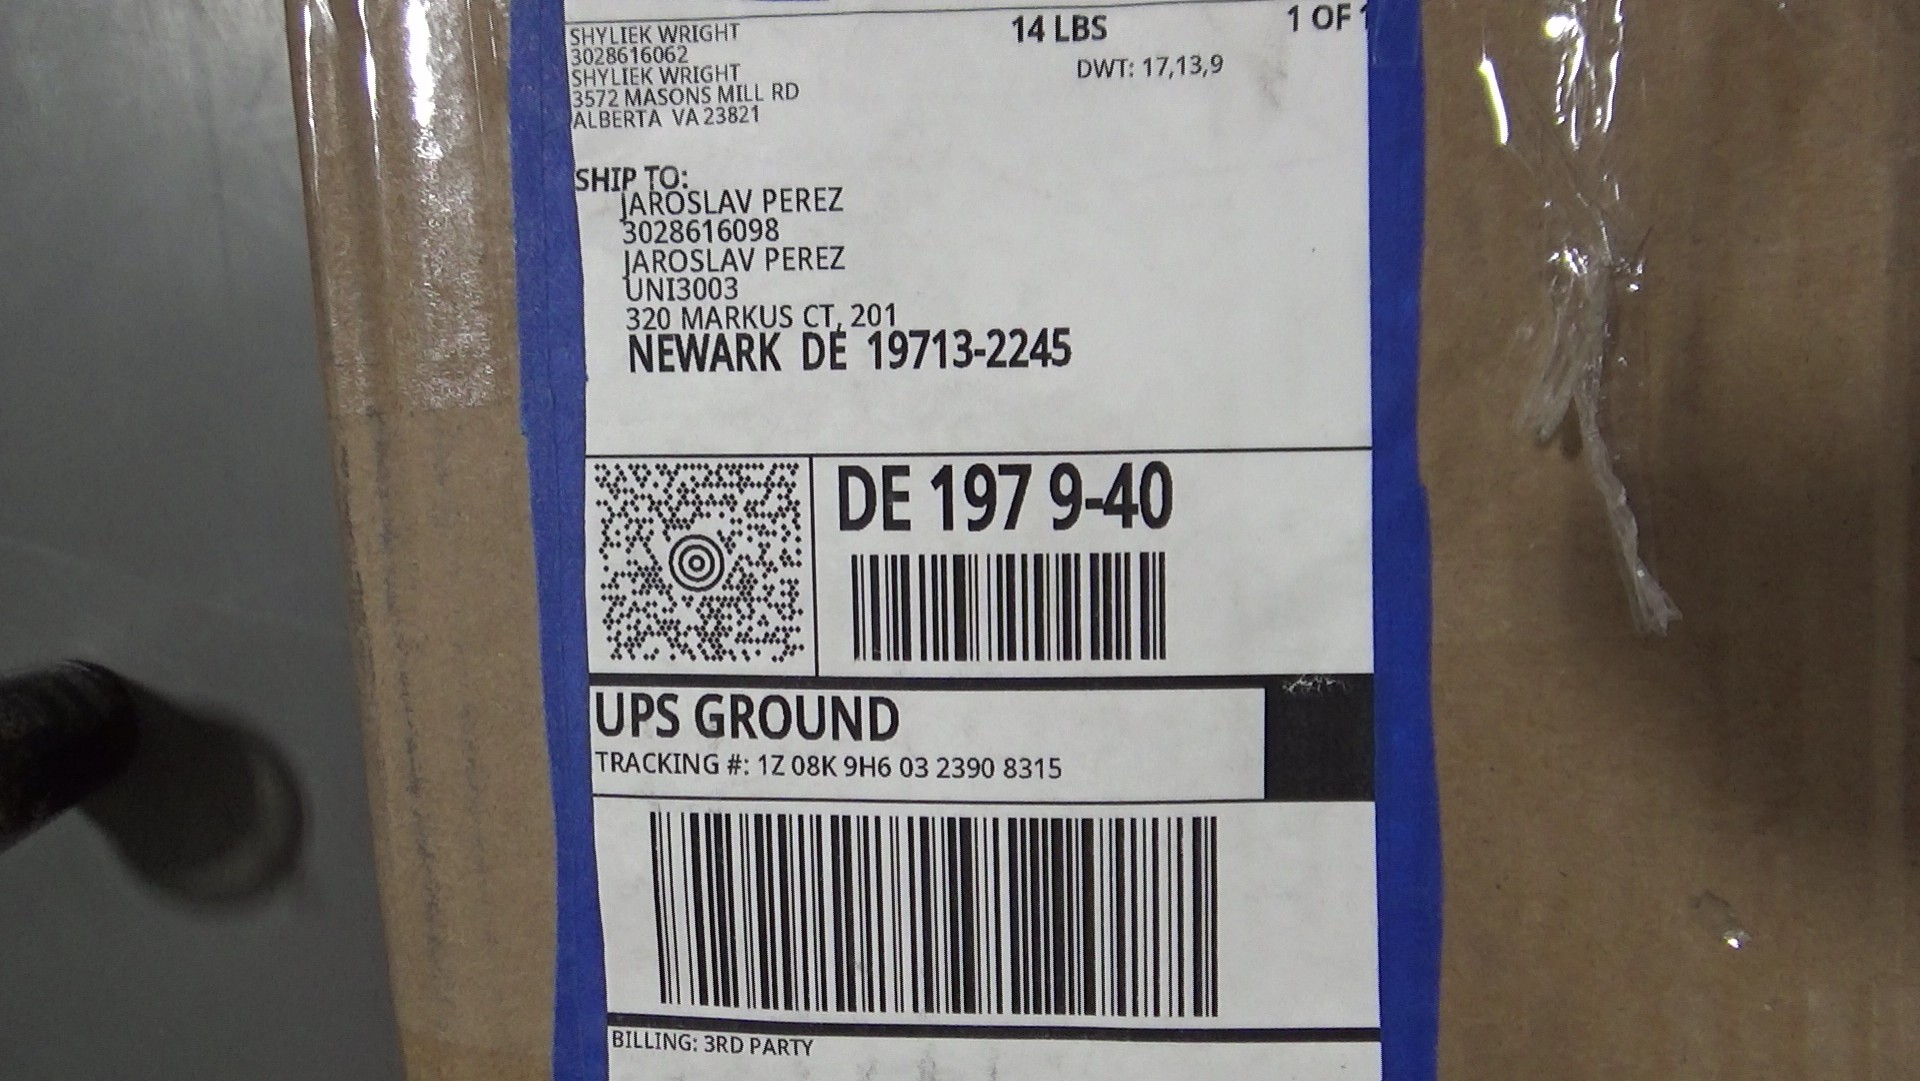 SHYLIEK WRIGHT
3028616062
SHYLIEK WRIGHT
3572 MASONS MILL RD
ALBERTA VA 23821
14 LBS
1 OF 1
DWT: 17,13,9
SHIP TO:
JAROSLAV PEREZ
3028616098
JAROSLAV PEREZ
UNI3003
320 MARKUS CT, 201
NEWARK DE 19713-2245
DE 197 9-40
UPS GROUND
TRACKING #: 1Z 08K 9H6 03 2390 8315
BILLING: 3RD PARTY